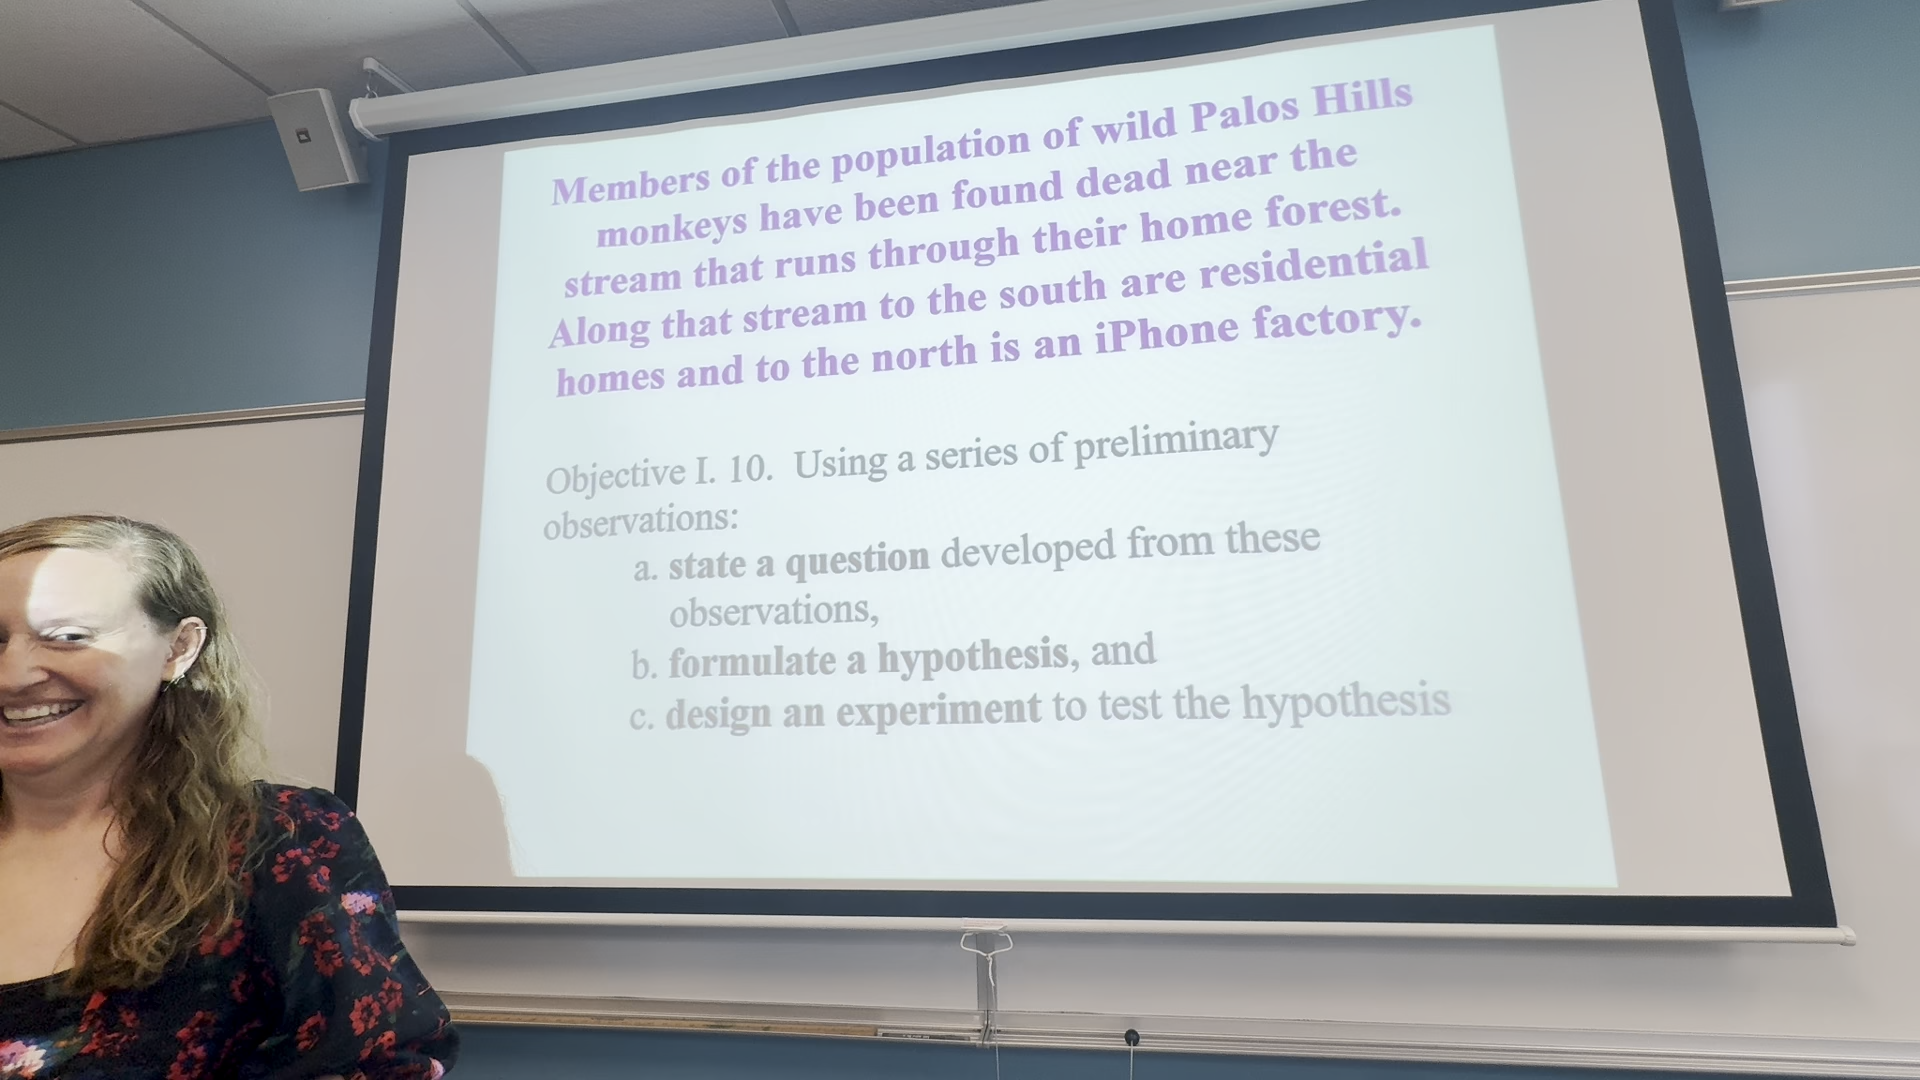 Members of the population of wild Palos Hills
monkeys have been found dead near the
stream that runs through their home forest.
Along that stream to the south are residential
homes and to the north is an iPhone factory.
Objective I. 10. Using a series of preliminary
observations:
a. state a question developed from these
observations,
b. formulate a hypothesis, and
c. design an experiment to test the hypothesis